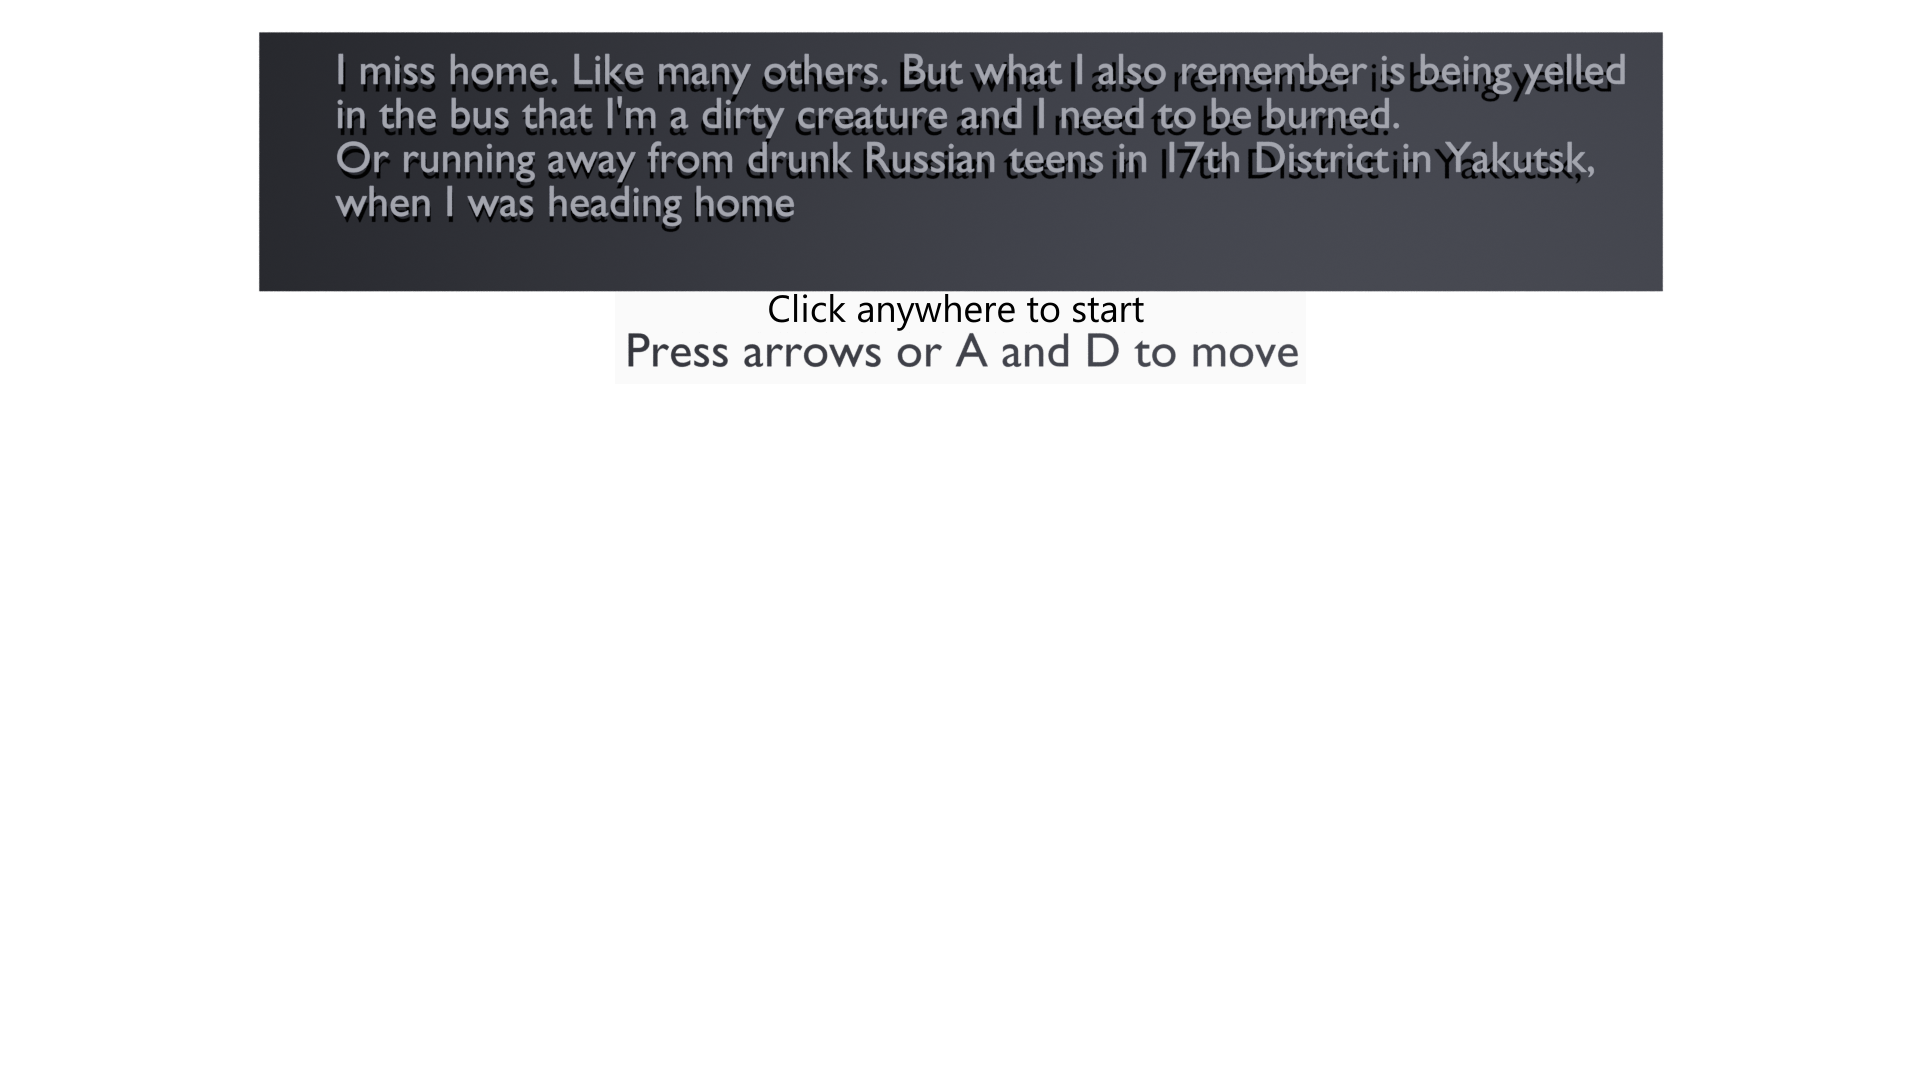 I miss home. Like many others. But what I also remember is being yelled
in the bus that I'm a dirty creature and I need to be burned.
Or running away from drunk Russian teens in 17th District in Yakutsk,
when I was heading home
Click anywhere to start
Press arrows or A and D to move